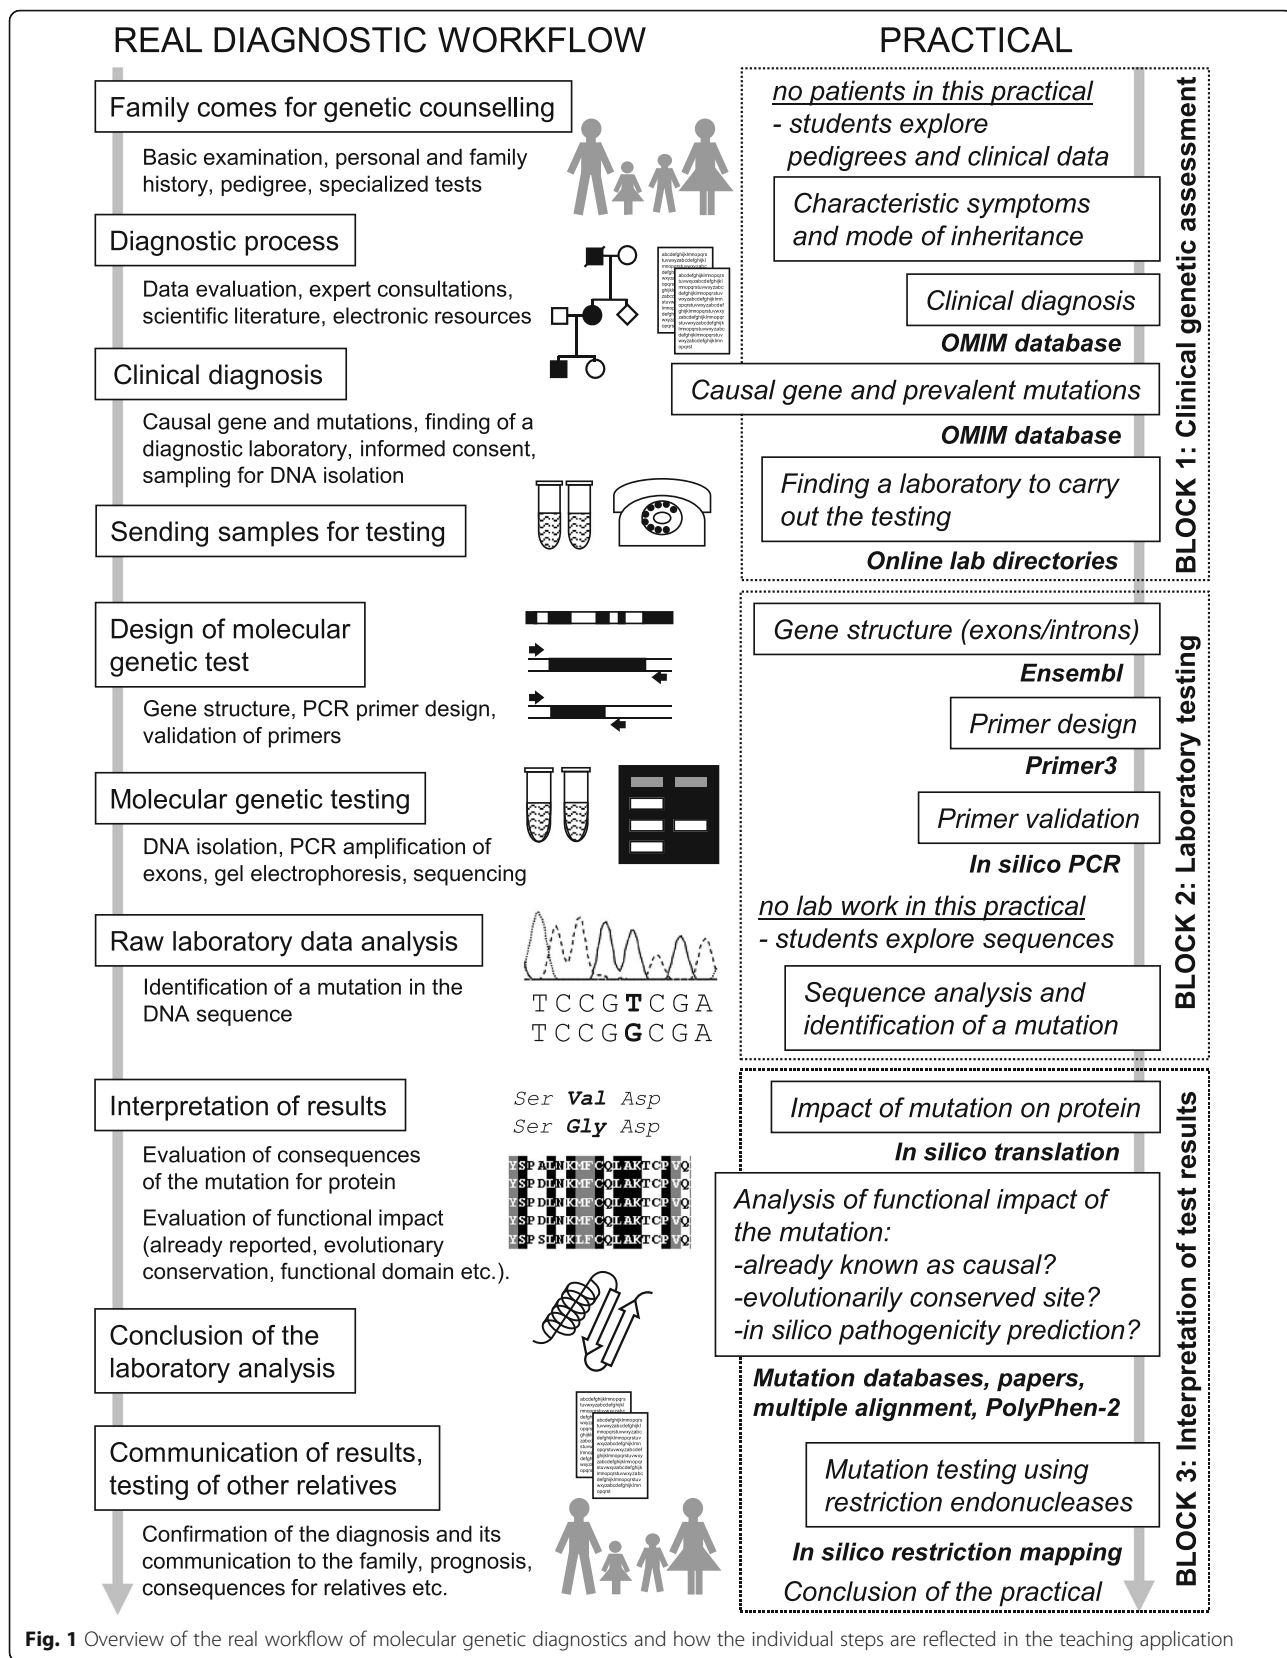 REAL DIAGNOSTIC WORKFLOW
Family comes for genetic counselling
Basic examination, personal and family
history, pedigree, specialized tests
Diagnostic process
Data evaluation, expert consultations,
scientific literature, electronic resources
Clinical diagnosis
Causal gene and mutations, finding of a
diagnostic laboratory, informed consent,
sampling for DNA isolation
Sending samples for testing
Design of molecular
genetic test
Gene structure, PCR primer design,
validation of primers
Molecular genetic testing
DNA isolation, PCR amplification of
exons, gel electrophoresis, sequencing
Raw laboratory data analysis
Identification of a mutation in the
DNA sequence
TCCGTCGA
TCCGGCGA
Interpretation of results
Evaluation of consequences
of the mutation for protein
Evaluation of functional impact
(already reported, evolutionary
conservation, functional domain etc.).
Ser Val Asp
Ser Gly Asp
YSPALNKMFCQLAKTCPVQ
YSPDLNKMFCQLAKTCPVQ
YSPDLNKMFCQLAKTCPVQ
YSPDLNKMFCQLAKTCPVQ
YSPSLNKLFCQLAKTCPVQ
Conclusion of the
laboratory analysis
Communication of results,
testing of other relatives
Confirmation of the diagnosis and its
communication to the family, prognosis,
consequences for relatives etc.
PRACTICAL
no patients in this practical
- students explore
pedigrees and clinical data
Characteristic symptoms
and mode of inheritance
Clinical diagnosis
OMIM database
Causal gene and prevalent mutations
OMIM database
Finding a laboratory to carry
out the testing
Online lab directories
BLOCK 1: Clinical genetic assessment
Gene structure (exons/introns)
Ensembl
Primer design
Primer3
Primer validation
In silico PCR
no lab work in this practical
- students explore sequences
Sequence analysis and
identification of a mutation
BLOCK 2: Laboratory testing
Impact of mutation on protein
In silico translation
Analysis of functional impact of
the mutation:
-already known as causal?
-evolutionarily conserved site?
-in silico pathogenicity prediction?
Mutation databases, papers,
multiple alignment, PolyPhen-2
Mutation testing using
restriction endonucleases
In silico restriction mapping
Conclusion of the practical
BLOCK 3: Interpretation of test results
Fig. 1 Overview of the real workflow of molecular genetic diagnostics and how the individual steps are reflected in the teaching application